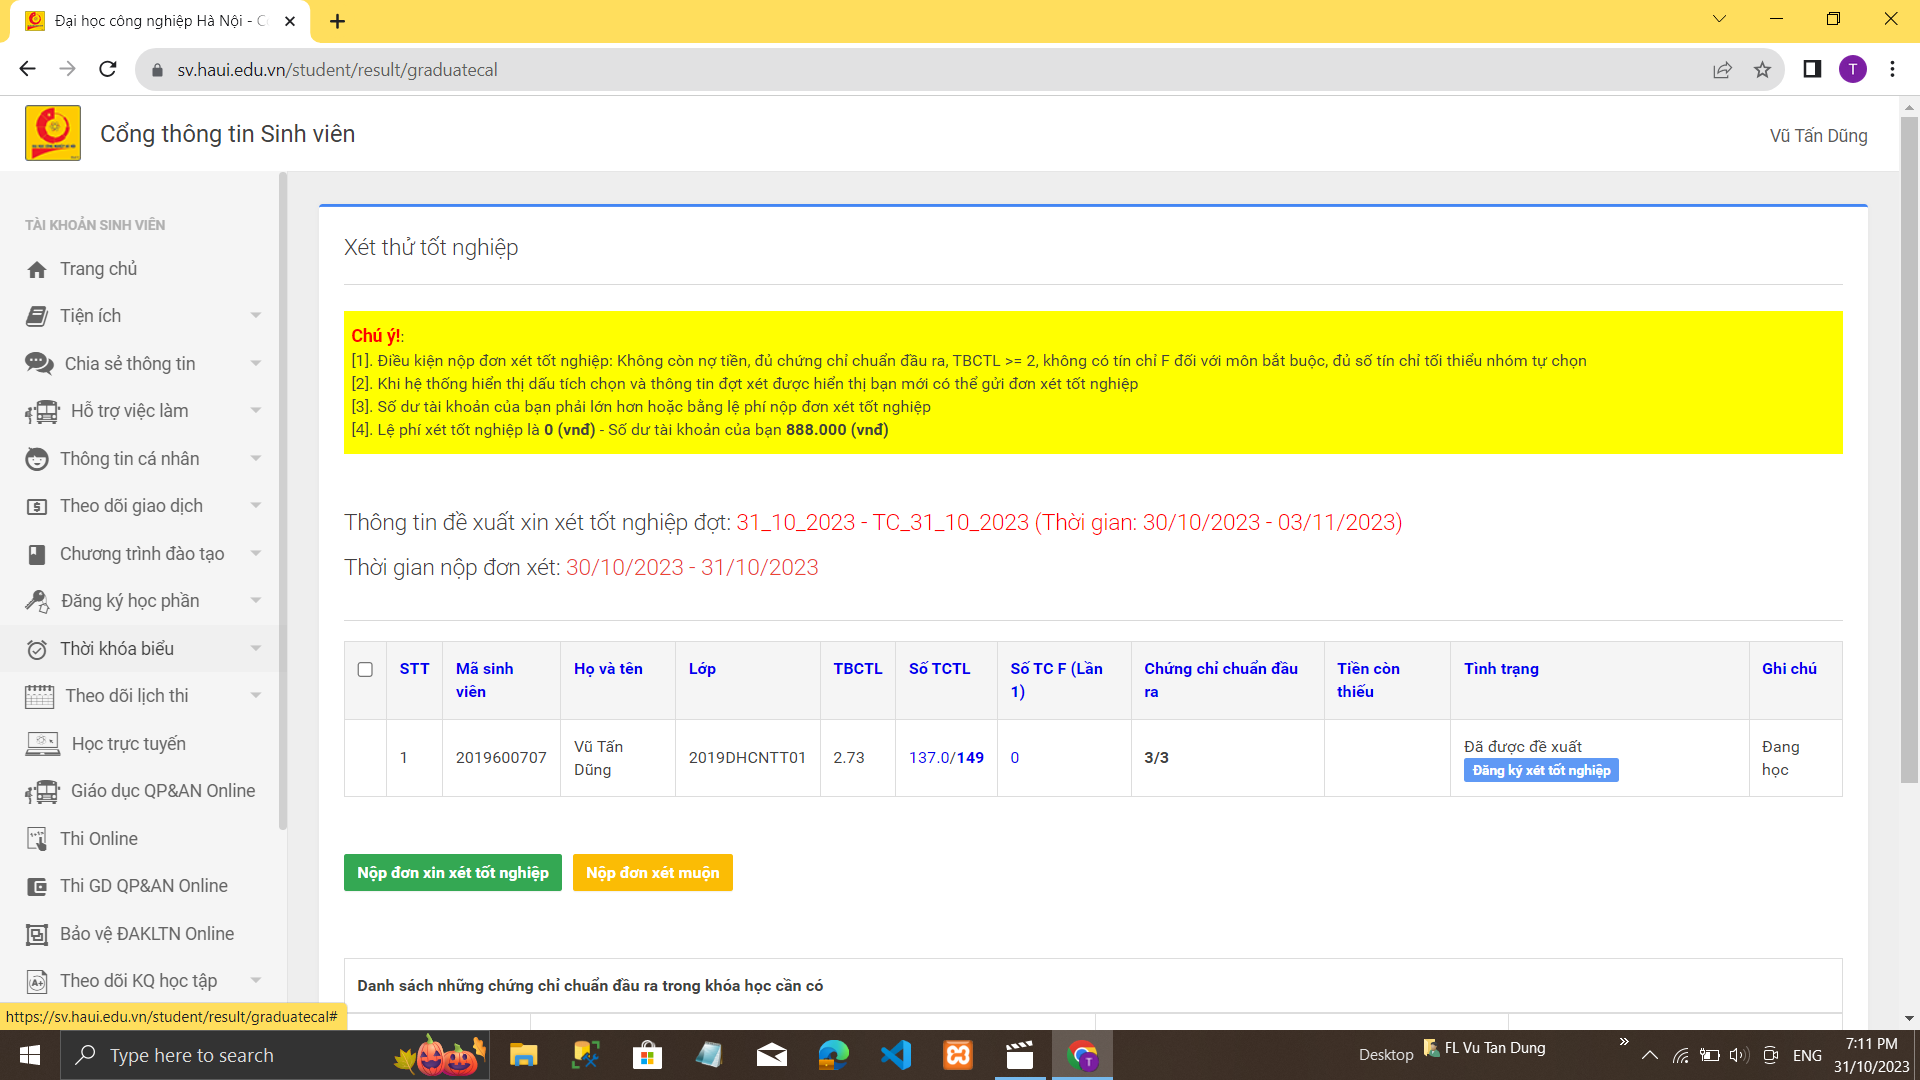 Đại học công nghiệp Hà Nội - C
sv.haui.edu.vn/student/result/graduatecal
T
Cổng thông tin Sinh viên
Vũ Tấn Dũng
TÀI KHOẢN SINH VIÊN
Trang chủ
Tiện ích
Chia sẻ thông tin
Hỗ trợ việc làm
Thông tin cá nhân
Theo dõi giao dịch
Chương trình đào tạo
Đăng ký học phần
Thời khóa biểu
Theo dõi lịch thi
Học trực tuyến
Giáo dục QP&AN Online
Thi Online
Thi GD QP&AN Online
Bảo vệ ĐAKLTN Online
Theo dõi KQ học tập
Xét thử tốt nghiệp
Chú ý!:
[1]. Điều kiện nộp đơn xét tốt nghiệp: Không còn nợ tiền, đủ chứng chỉ chuẩn đầu ra, TBCTL >= 2, không có tín chỉ F đối với môn bắt buộc, đủ số tín chỉ tối thiểu nhóm tự chọn
[2]. Khi hệ thống hiển thị dấu tích chọn và thông tin đợt xét được hiển thị bạn mới có thể gửi đơn xét tốt nghiệp
[3]. Số dư tài khoản của bạn phải lớn hơn hoặc bằng lệ phí nộp đơn xét tốt nghiệp
[4]. Lệ phí xét tốt nghiệp là 0 (vnđ) - Số dư tài khoản của bạn 888.000 (vnđ)
Thông tin đề xuất xin xét tốt nghiệp đợt: 31_10_2023 - TC_31_10_2023 (Thời gian: 30/10/2023 - 03/11/2023)
Thời gian nộp đơn xét: 30/10/2023 - 31/10/2023
STT
Mã sinh
viên
Họ và tên
Lớp
TBCTL
Số TCTL
Số TC F (Lần
1)
Chứng chỉ chuẩn đầu
ra
Tiền còn
thiếu
Tình trạng
Ghi chú
1
2019600707
Vũ Tấn
Dũng
2019DHCNTT01
2.73
137.0/149
0
3/3
Đã được đề xuất
Đăng ký xét tốt nghiệp
Đang
học
Nộp đơn xin xét tốt nghiệp
Nộp đơn xét muộn
Danh sách những chứng chỉ chuẩn đầu ra trong khóa học cần có
https://sv.haui.edu.vn/student/result/graduatecal#
Type here to search
Desktop
FL Vu Tan Dung
ENG
7:11 PM
31/10/2023